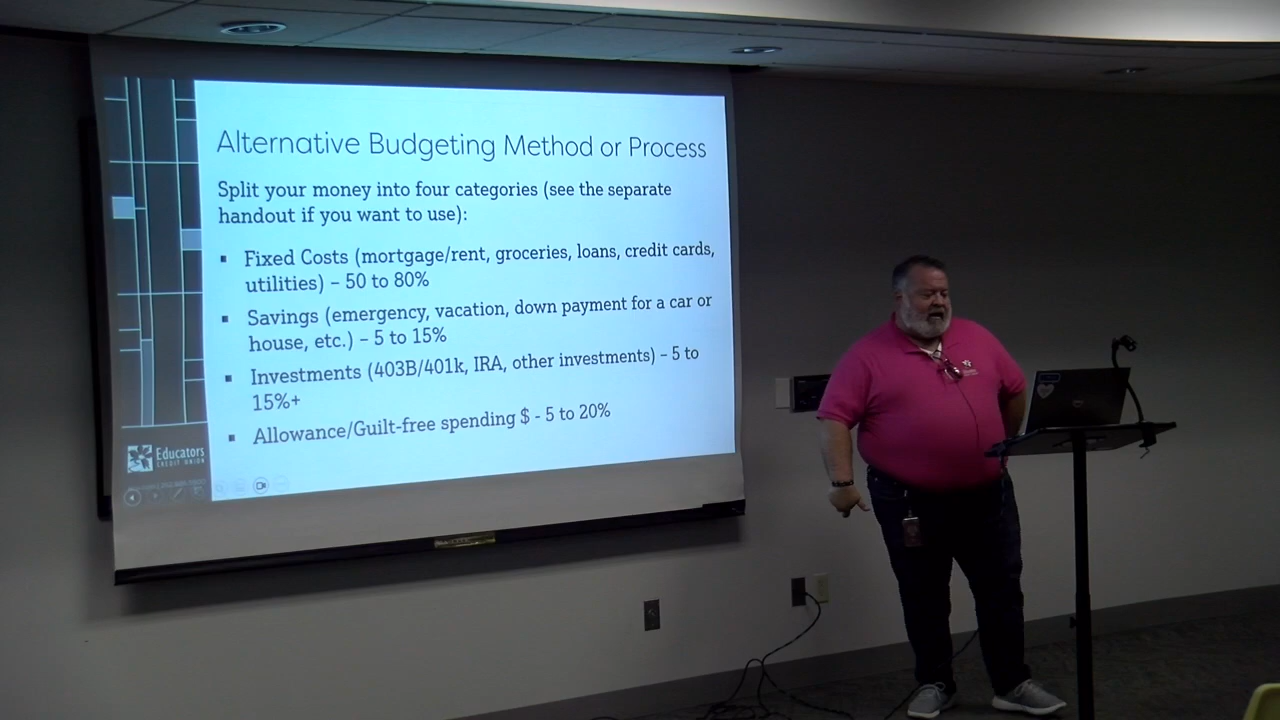 Alternative Budgeting Method or Process
Split your money into four categories (see the separate
handout if you want to use):
▪ Fixed Costs (mortgage/rent, groceries, loans, credit cards,
utilities) – 50 to 80%
▪ Savings (emergency, vacation, down payment for a car or
house, etc.) – 5 to 15%
▪ Investments (403B/401k, IRA, other investments) – 5 to
15%+
▪ Allowance/Guilt-free spending $ - 5 to 20%
Educators
CREDIT UNION